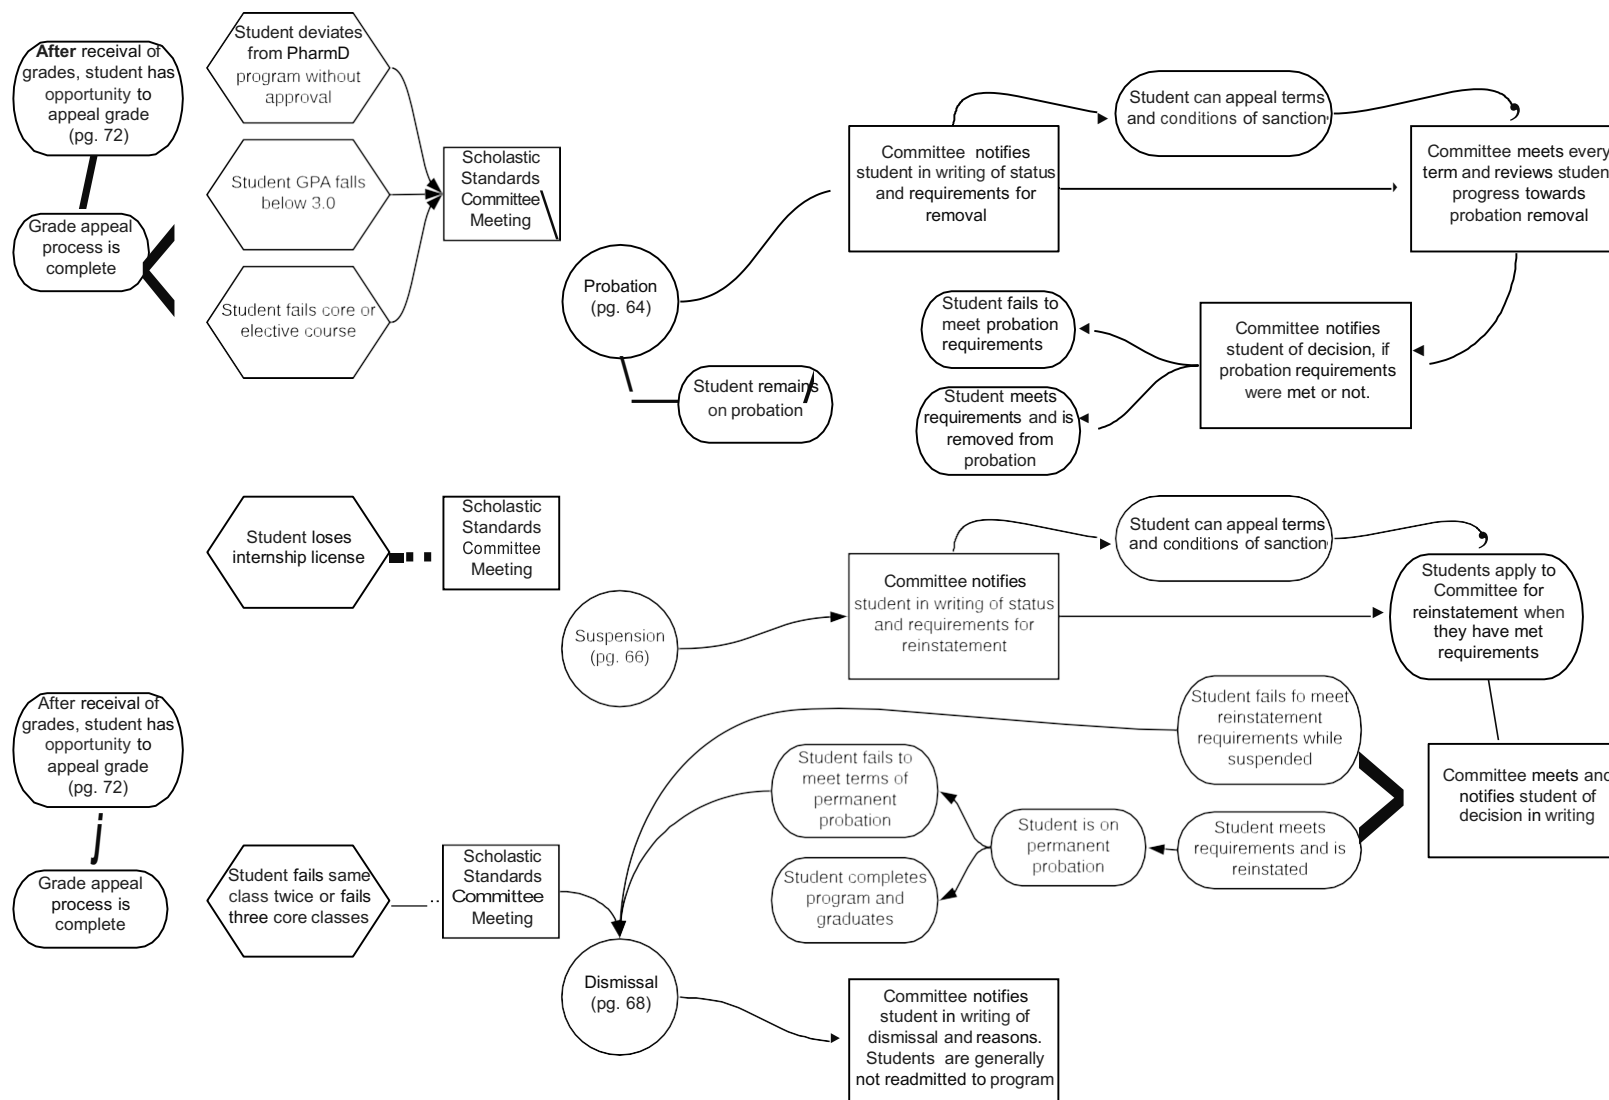 After receival of
grades, student has
opportunity to
appeal grade
(pg. 72)
Grade appeal
process is
complete
Student deviates
from PharmD
program without
approval
Student GPA falls
below 3.0
Student fails core or
elective course
Scholastic
Standards
Committee
Meeting
Probation
(pg. 64)
Student remains
on probation
Committee notifies
student in writing of status
and requirements for
removal
Student can appeal terms
and conditions of sanction
Committee meets every
term and reviews student
progress towards
probation removal
Committee notifies
student of decision, if
probation requirements
were met or not.
Student fails to
meet probation
requirements
Student meets
requirements and is
removed from
probation
Student loses
internship license
Scholastic
Standards
Committee
Meeting
Suspension
(pg. 66)
Committee notifies
student in writing of status
and requirements for
reinstatement
Student can appeal terms
and conditions of sanction
Students apply to
Committee for
reinstatement when
they have met
requirements
Committee meets and
notifies student of
decision in writing
Student fails fo meet
reinstatement
requirements while
suspended
Student meets
requirements and is
reinstated
Student is on
permanent
probation
Student fails to
meet terms of
permanent
probation
Student completes
program and
graduates
After receival of
grades, student has
opportunity to
appeal grade
(pg. 72)
Grade appeal
process is
complete
Student fails same
class twice or fails
three core classes
Scholastic
Standards
Committee
Meeting
Dismissal
(pg. 68)
Committee notifies
student in writing of
dismissal and reasons.
Students are generally
not readmitted to program